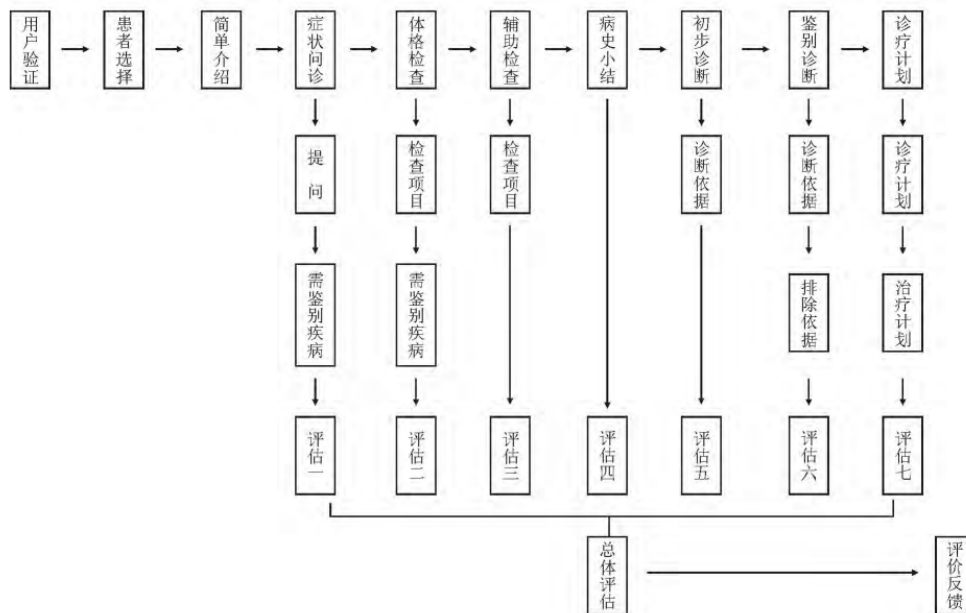 用户验证
患者选择
简单介绍
症状问诊
体格检查
辅助检查
病史小结
初步诊断
鉴别诊断
诊疗计划
提问
检查项目
检查项目
诊断依据
诊断依据
诊疗计划
需鉴别疾病
需鉴别疾病
排除依据
治疗计划
评估一
评估二
评估三
评估四
评估五
评估六
评估七
总体评估
评价反馈